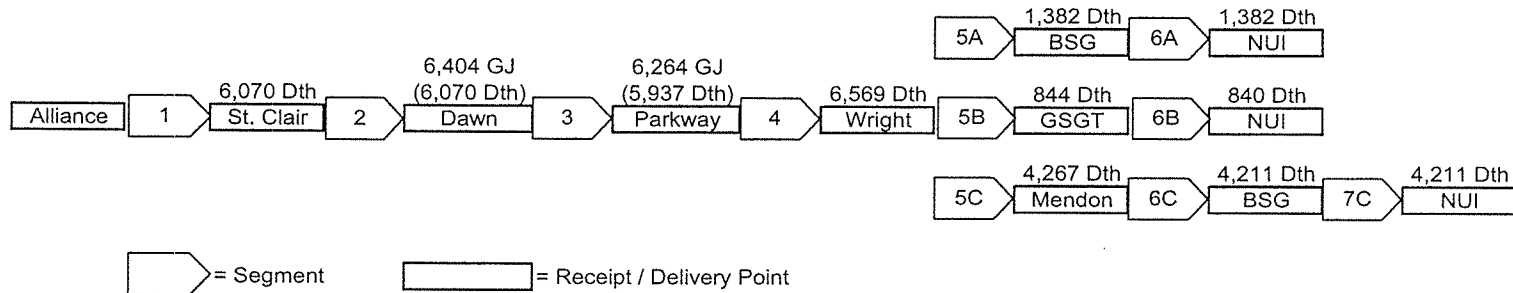 1,382 Dth 1,382 Dth
5A BSG 6A NUI
6,404 GJ 6,264 GJ
6,070 Dth (6,070 Dth) (5,937 Dth) 6,569 Dth 844 Dth 840 Dth
Alliance 1 St. Clair 2 Dawn 3 Parkway 4 Wright 5B GSGT 6B NUI
4,267 Dth 4,211 Dth 4,211 Dth
5C Mendon 6C BSG 7C NUI
= Segment = Receipt / Delivery Point